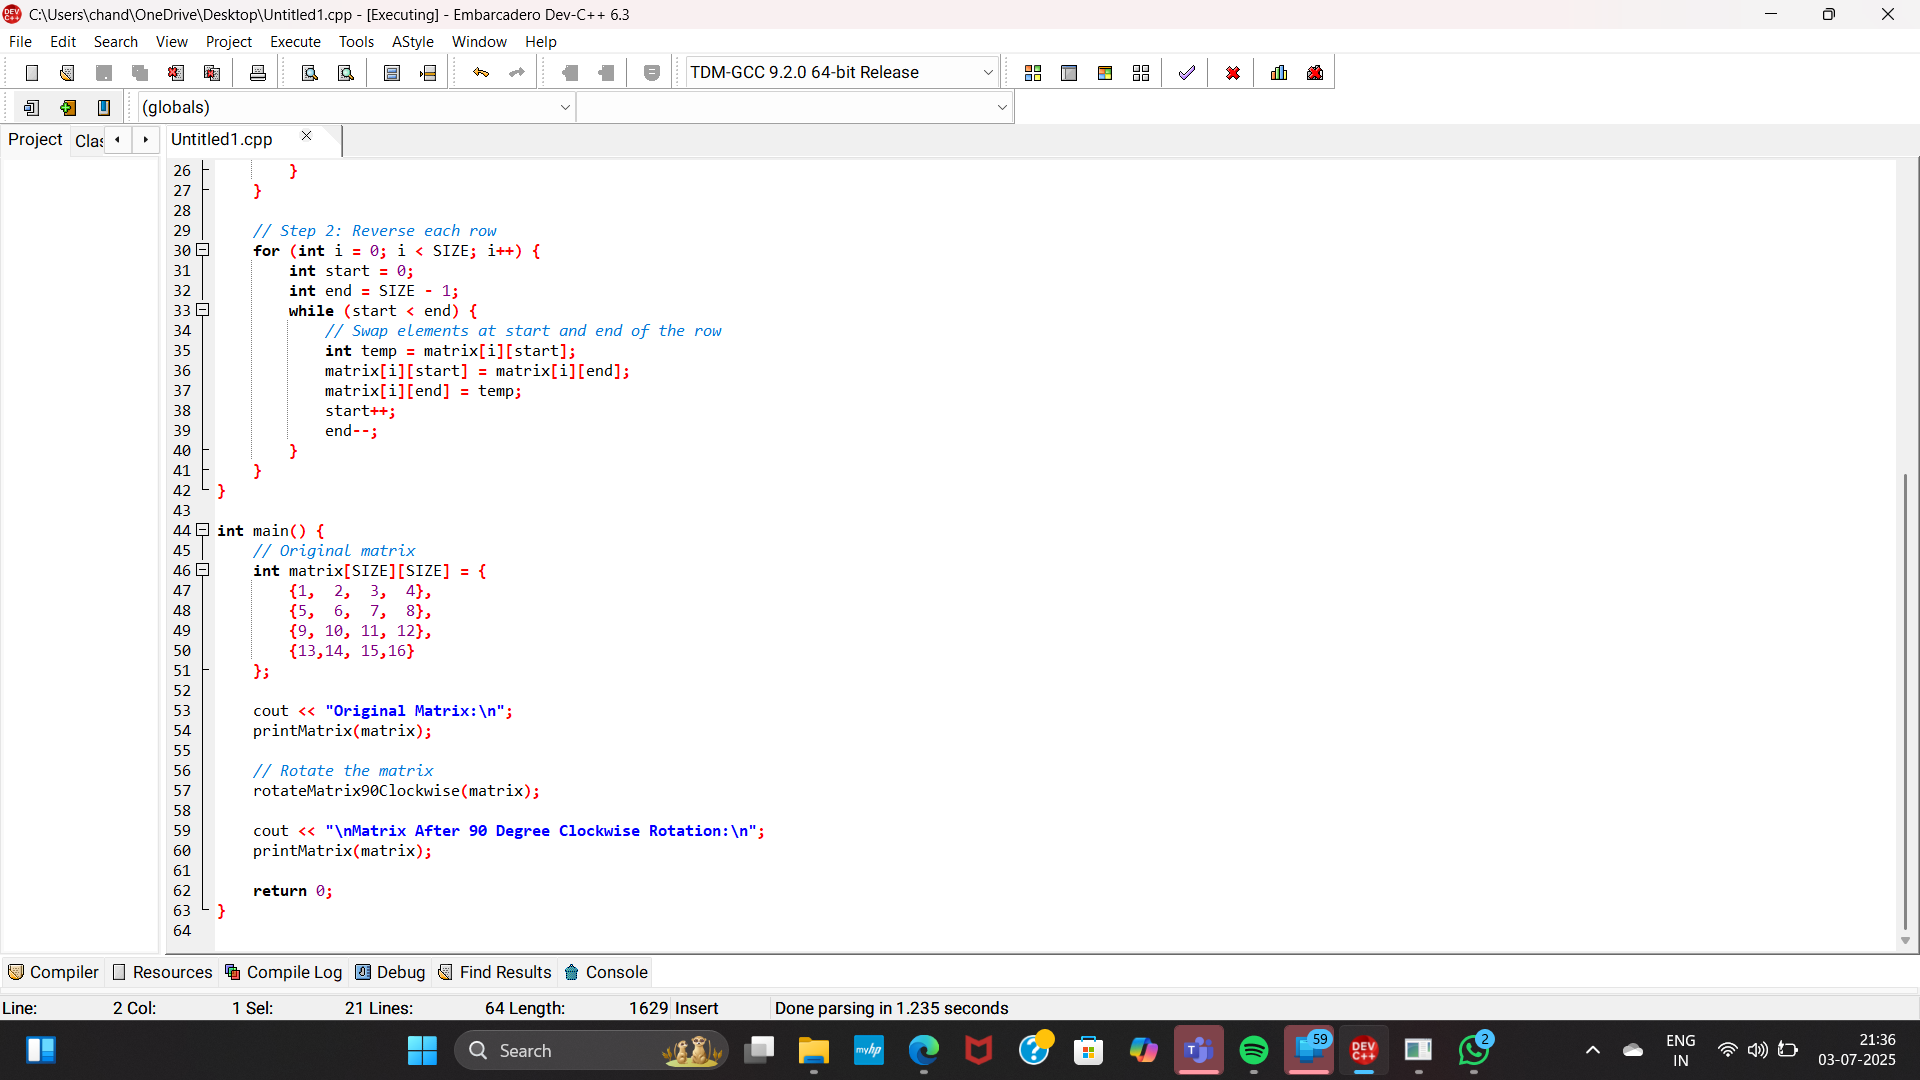 C:\Users\chand\OneDrive\Desktop\Untitled1.cpp - [Executing] - Embarcadero Dev-C++ 6.3
File Edit Search View Project Execute Tools AStyle Window Help
TDM-GCC 9.2.0 64-bit Release
(globals)
Project Clas Untitled1.cpp
26 }
27 }
28
29 // Step 2: Reverse each row
30 for (int i = 0; i < SIZE; i++) {
31 int start = 0;
32 int end = SIZE - 1;
33 while (start < end) {
34 // Swap elements at start and end of the row
35 int temp = matrix[i][start];
36 matrix[i][start] = matrix[i][end];
37 matrix[i][end] = temp;
38 start++;
39 end--;
40 }
41 }
42 }
43
44 int main() {
45 // Original matrix
46 int matrix[SIZE][SIZE] = {
47 {1, 2, 3, 4},
48 {5, 6, 7, 8},
49 {9, 10, 11, 12},
50 {13,14, 15,16}
51 };
52
53 cout << "Original Matrix:\n";
54 printMatrix(matrix);
55
56 // Rotate the matrix
57 rotateMatrix90Clockwise(matrix);
58
59 cout << "\nMatrix After 90 Degree Clockwise Rotation:\n";
60 printMatrix(matrix);
61
62 return 0;
63 }
64
Compiler Resources Compile Log Debug Find Results Console
Line: 2 Col: 1 Sel: 21 Lines: 64 Length: 1629 Insert Done parsing in 1.235 seconds
Search myhp 59 DEV C++ 2 ENG 21:36
IN 03-07-2025